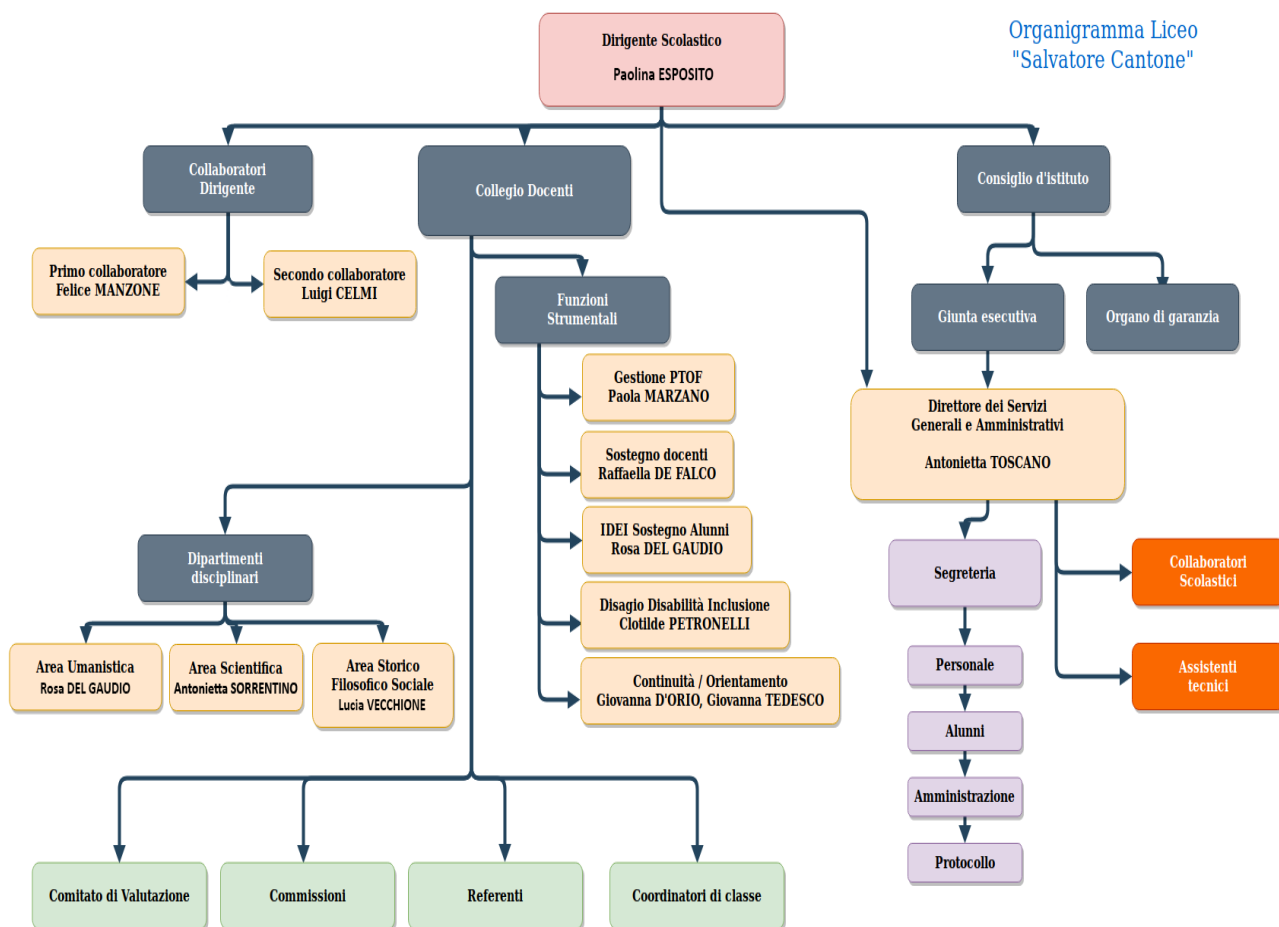 Organigramma Liceo
"Salvatore Cantone"
Dirigente Scolastico
Paolina ESPOSITO
Collaboratori
Dirigente
Collegio Docenti
Consiglio d'istituto
Primo collaboratore
Felice MANZONE
Secondo collaboratore
Luigi CELMI
Funzioni
Strumentali
Giunta esecutiva
Organo di garanzia
Gestione PTOF
Paola MARZANO
Sostegno docenti
Raffaella DE FALCO
IDEI Sostegno Alunni
Rosa DEL GAUDIO
Disagio Disabilità Inclusione
Clotilde PETRONELLI
Continuità / Orientamento
Giovanna D'ORIO, Giovanna TEDESCO
Direttore dei Servizi
Generali e Amministrativi
Antonietta TOSCANO
Dipartimenti
disciplinari
Area Umanistica
Rosa DEL GAUDIO
Area Scientifica
Antonietta SORRENTINO
Area Storico
Filosofico Sociale
Lucia VECCHIONE
Segreteria
Personale
Alunni
Amministrazione
Protocollo
Collaboratori
Scolastici
Assistenti
tecnici
Comitato di Valutazione
Commissioni
Referenti
Coordinatori di classe